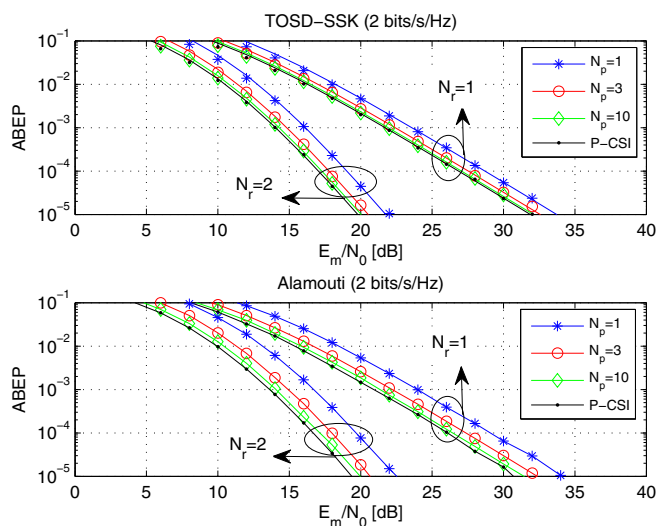 TOSD-SSK (2 bits/s/Hz)
10^-1
10^-2
10^-3
10^-4
10^-5
ABEP
0 5 10 15 20 25 30 35 40
E_m/N_0 [dB]
N_r=1
N_r=2
N_p=1
N_p=3
N_p=10
P-CSI
Alamouti (2 bits/s/Hz)
10^-1
10^-2
10^-3
10^-4
10^-5
ABEP
0 5 10 15 20 25 30 35 40
E_m/N_0 [dB]
N_r=1
N_r=2
N_p=1
N_p=3
N_p=10
P-CSI